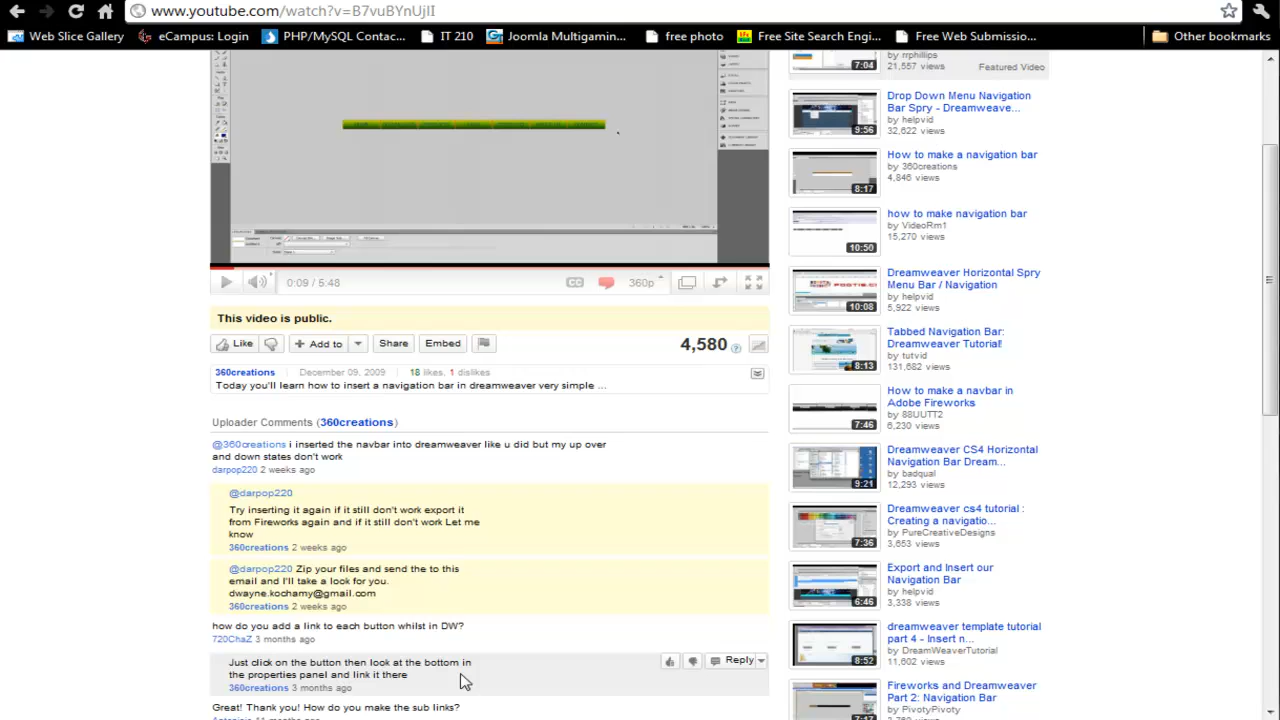 www.youtube.com/watch?v=B7vuBYnUjlI
Web Slice Gallery
eCampus: Login
PHP/MySQL Contac...
IT 210
Joomla Multigamin...
free photo
Free Site Search Engi...
Free Web Submissio...
Other bookmarks
0:09 / 5:48
CC
360p
This video is public.
Like
+ Add to
Share
Embed
4,580
360creations December 09, 2009 18 likes, 1 dislikes
Today you'll learn how to insert a navigation bar in dreamweaver very simple ...
Uploader Comments (360creations)
@360creations i inserted the navbar into dreamweaver like u did but my up over
and down states don't work
darpop220 2 weeks ago
@darpop220
Try inserting it again if it still don't work export it
from Fireworks again and if it still don't work Let me
know
360creations 2 weeks ago
@darpop220 Zip your files and send the to this
email and I'll take a look for you.
dwayne.kochamy@gmail.com
360creations 2 weeks ago
how do you add a link to each button whilst in DW?
720ChaZ 3 months ago
Just click on the button then look at the bottom in
the properties panel and link it there
360creations 3 months ago
Reply
Great! Thank you! How do you make the sub links?
by rrphillips
21,557 views
Featured Video
7:04
Drop Down Menu Navigation
Bar Spry - Dreamweave...
by helpvid
32,622 views
9:56
How to make a navigation bar
by 360creations
4,846 views
8:17
how to make navigation bar
by VideoRm1
15,270 views
10:50
Dreamweaver Horizontal Spry
Menu Bar / Navigation
by helpvid
5,922 views
10:08
Tabbed Navigation Bar:
Dreamweaver Tutorial!
by tutvid
131,682 views
8:13
How to make a navbar in
Adobe Fireworks
by 88UUTT2
6,230 views
7:46
Dreamweaver CS4 Horizontal
Navigation Bar Dream...
by badqual
12,293 views
9:21
Dreamweaver cs4 tutorial :
Creating a navigatio...
by PureCreativeDesigns
3,653 views
7:36
Export and Insert our
Navigation Bar
by helpvid
3,338 views
6:46
dreamweaver template tutorial
part 4 - Insert n...
by DreamWeaverTutorial
11,602 views
8:52
Fireworks and Dreamweaver
Part 2: Navigation Bar
by PivotyPivoty